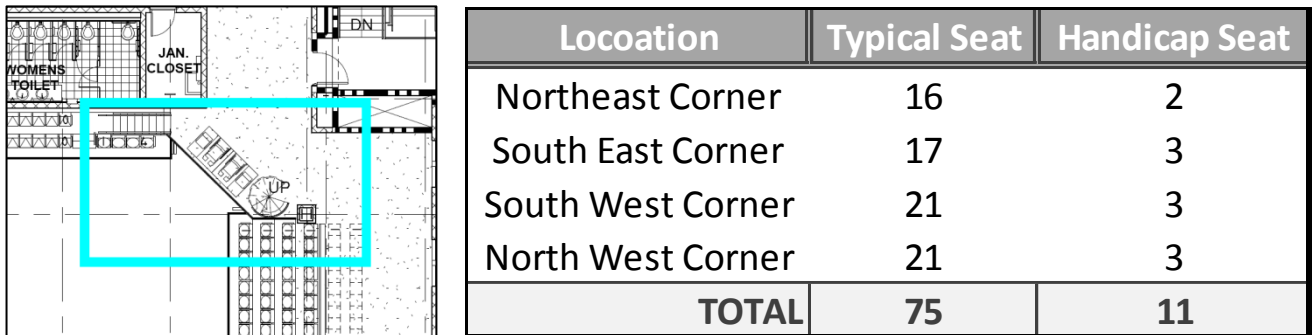 DN
JAN.
CLOSET
WOMENS
TOILET
UP
Locoation Typical Seat Handicap Seat
Northeast Corner 16 2
South East Corner 17 3
South West Corner 21 3
North West Corner 21 3
TOTAL 75 11